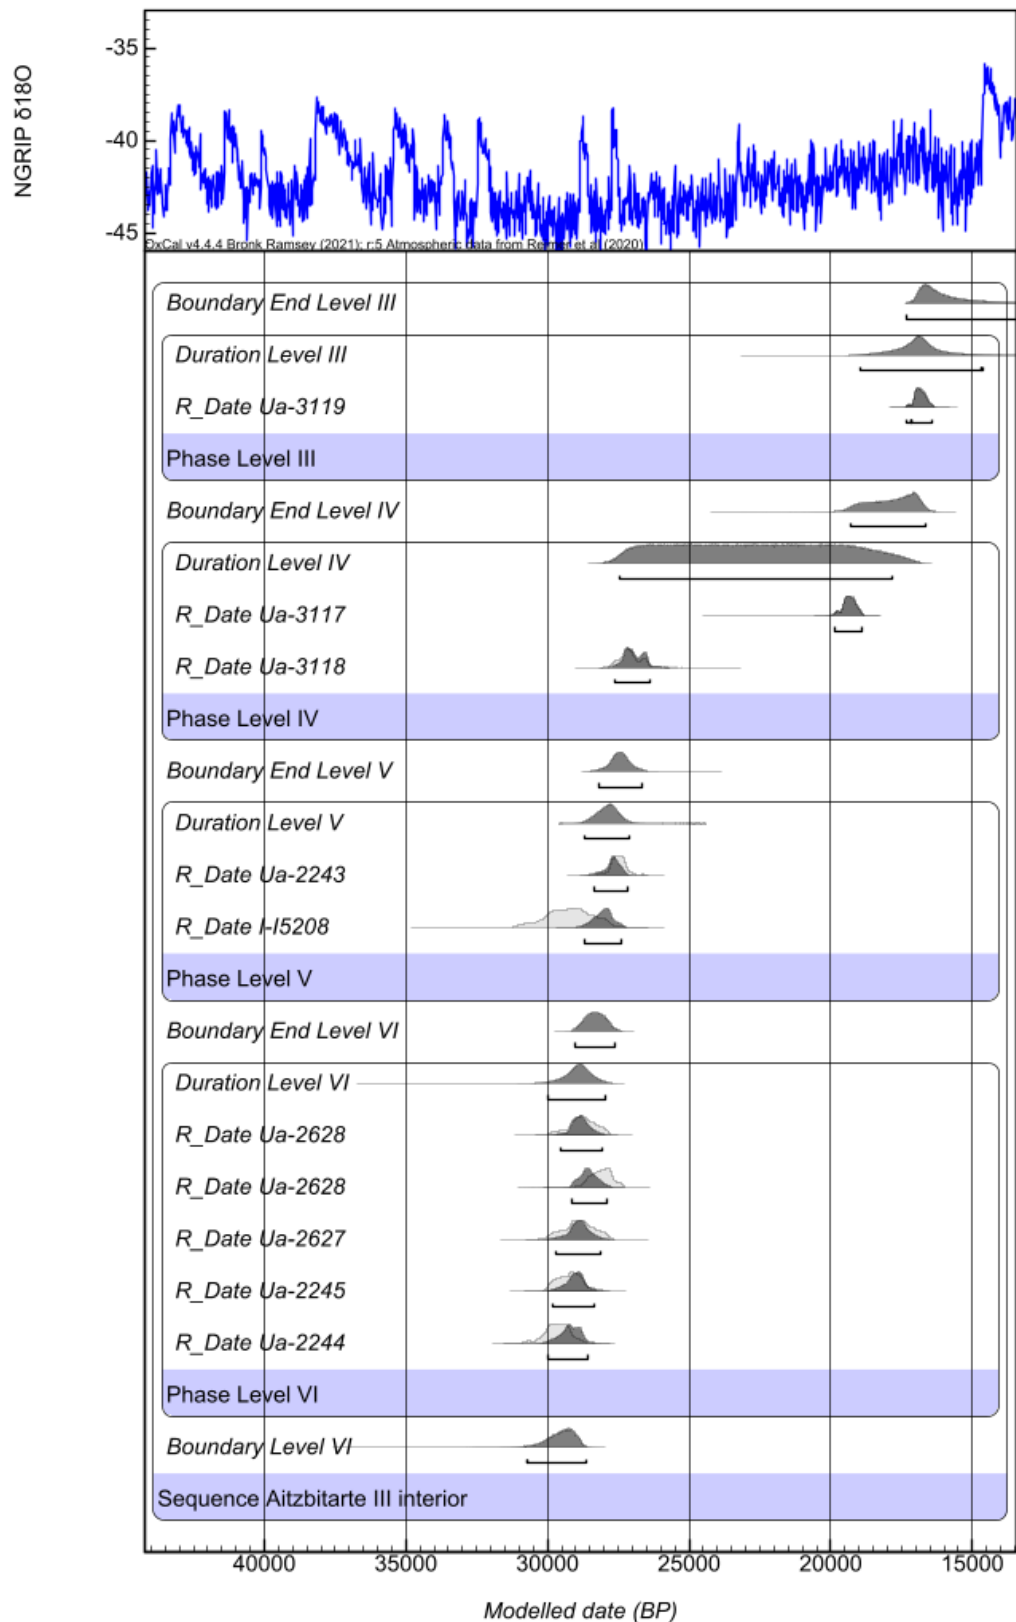 NGRIP δ18O
-35
-40
-45
OxCal v4.4.4 Bronk Ramsey (2021); r:5 Atmospheric data from Reimer et al (2020)
Boundary End Level III
Duration Level III
R_Date Ua-3119
Phase Level III
Boundary End Level IV
Duration Level IV
R_Date Ua-3117
R_Date Ua-3118
Phase Level IV
Boundary End Level V
Duration Level V
R_Date Ua-2243
R_Date I-I5208
Phase Level V
Boundary End Level VI
Duration Level VI
R_Date Ua-2628
R_Date Ua-2628
R_Date Ua-2627
R_Date Ua-2245
R_Date Ua-2244
Phase Level VI
Boundary Level VI
Sequence Aitzbitarte III interior
40000 35000 30000 25000 20000 15000
Modelled date (BP)